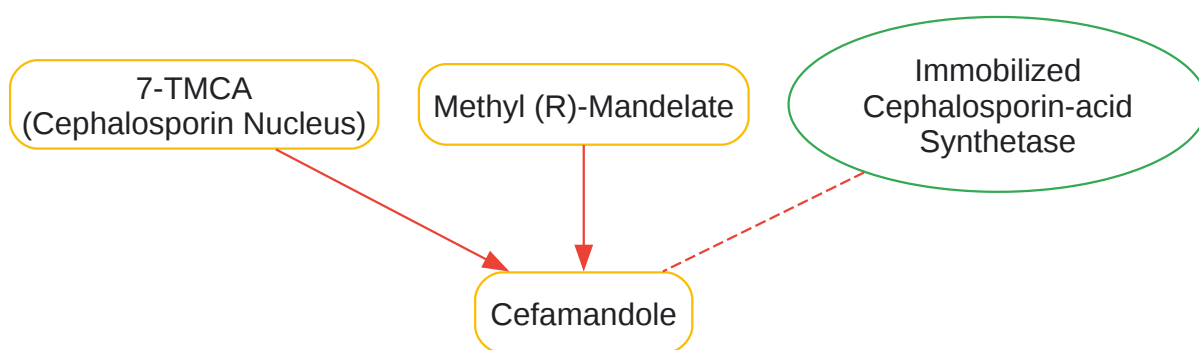 7-TMCA
(Cephalosporin Nucleus)
Methyl (R)-Mandelate
Immobilized
Cephalosporin-acid
Synthetase
Cefamandole